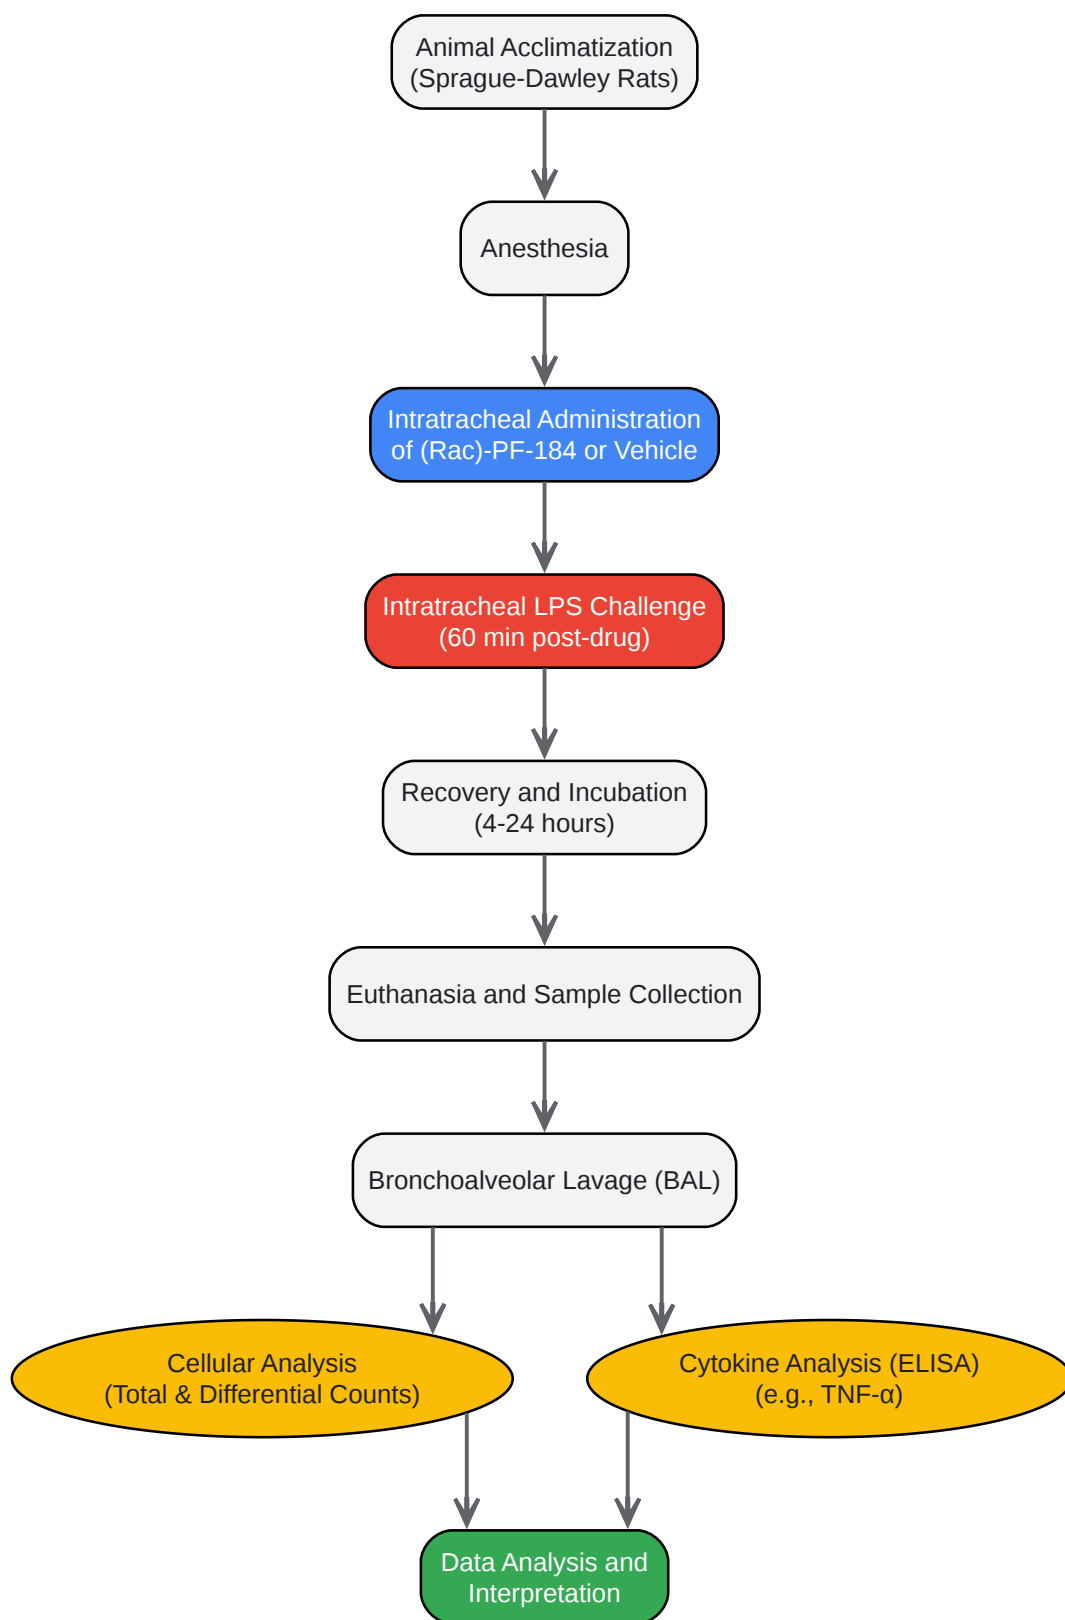 Animal Acclimatization
(Sprague-Dawley Rats)
Anesthesia
Intratracheal Administration
of (Rac)-PF-184 or Vehicle
Intratracheal LPS Challenge
(60 min post-drug)
Recovery and Incubation
(4-24 hours)
Euthanasia and Sample Collection
Bronchoalveolar Lavage (BAL)
Cellular Analysis
(Total & Differential Counts)
Cytokine Analysis (ELISA)
(e.g., TNF-α)
Data Analysis and
Interpretation